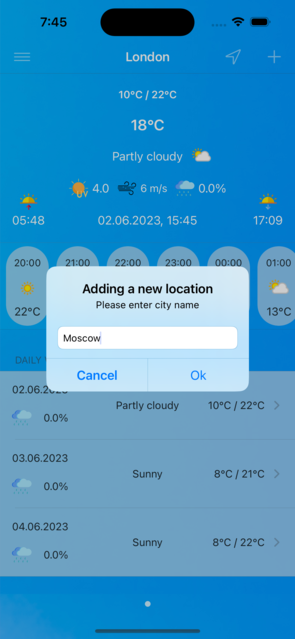 7:45
London
10°C / 22°C
18°C
Partly cloudy
UV 4.0 6 m/s 0.0%
05:48 02.06.2023, 15:45 17:09
20:00 21:00 22:00 23:00 00:00 01:00
22°C 13°C
Adding a new location
Please enter city name
Moscow
Cancel Ok
DAILY
02.06.2023
Partly cloudy 10°C / 22°C
0.0%
03.06.2023
Sunny 8°C / 21°C
0.0%
04.06.2023
Sunny 8°C / 22°C
0.0%